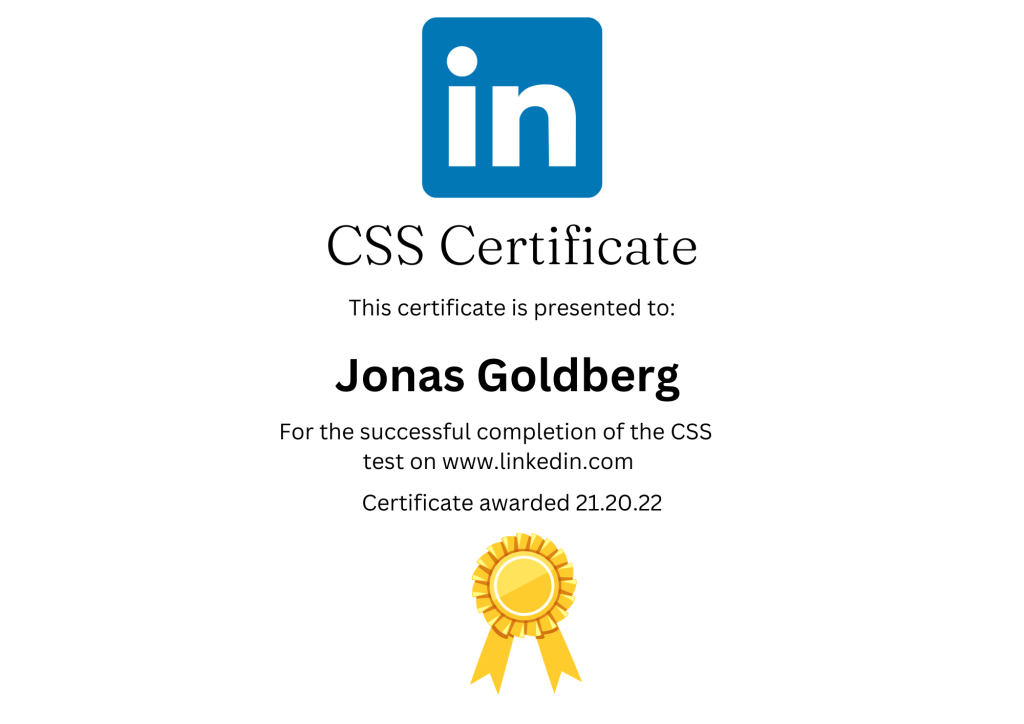 in
CSS Certificate
This certificate is presented to:
Jonas Goldberg
For the successful completion of the CSS
test on www.linkedin.com
Certificate awarded 21.20.22